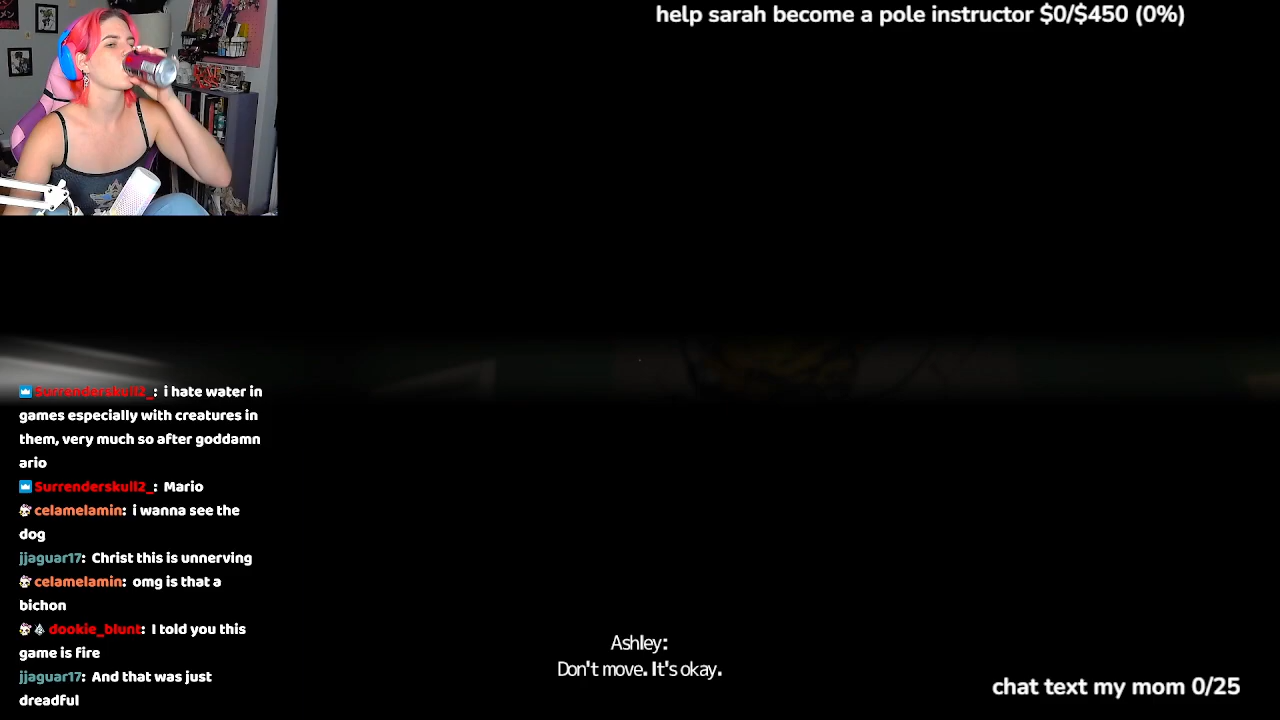 help sarah become a pole instructor $0/$450 (0%)
Surrenderskull2_: i hate water in
games especially with creatures in
them, very much so after goddamn
ario
Surrenderskull2_: Mario
celamelamin: i wanna see the
dog
jjaguar17: Christ this is unnerving
celamelamin: omg is that a
bichon
dookie_blunt: I told you this
game is fire
jjaguar17: And that was just
dreadful
Ashley:
Don't move. It's okay.
chat text my mom 0/25